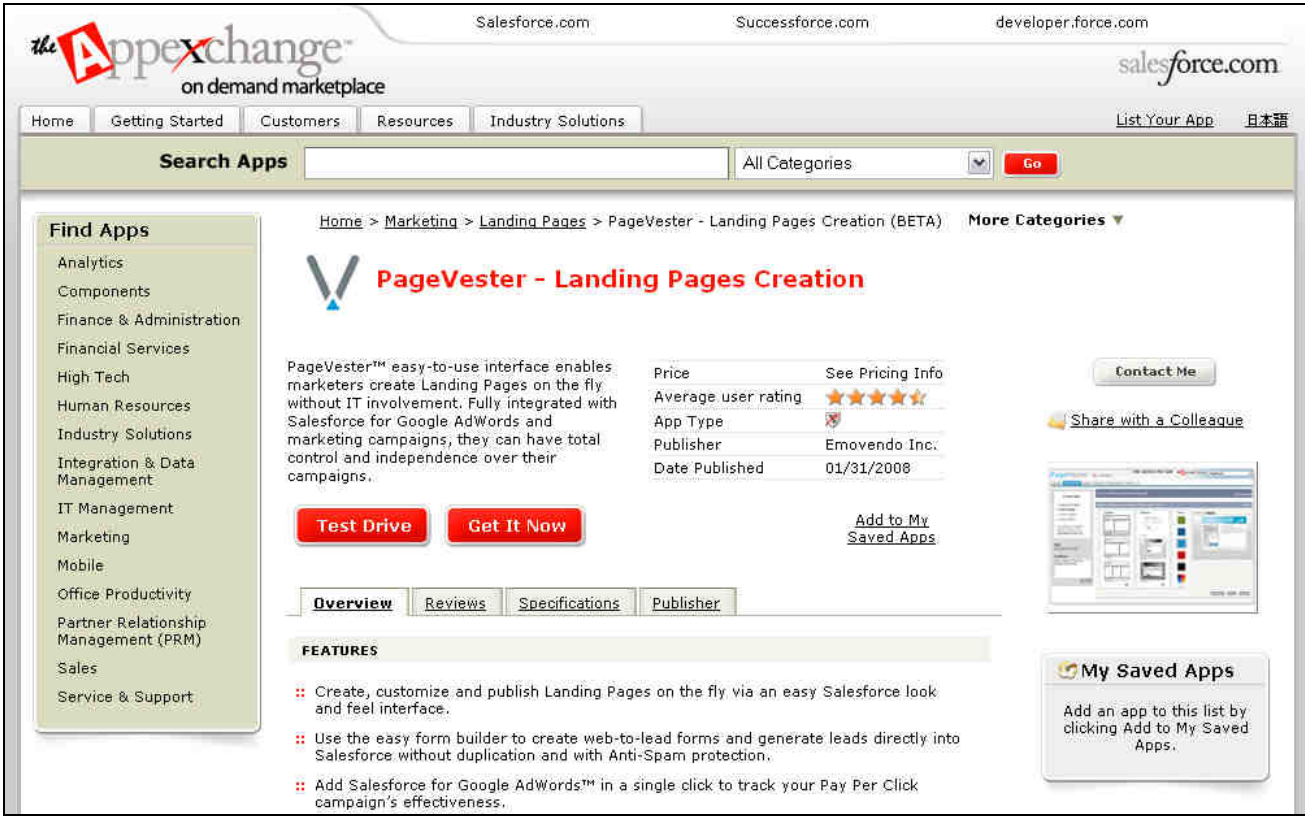 Salesforce.com Successforce.com developer.force.com
the Appexchange™
on demand marketplace
salesforce.com
Home Getting Started Customers Resources Industry Solutions List Your App 日本語
Search Apps All Categories Go
Find Apps
Analytics
Components
Finance & Administration
Financial Services
High Tech
Human Resources
Industry Solutions
Integration & Data
Management
IT Management
Marketing
Mobile
Office Productivity
Partner Relationship
Management (PRM)
Sales
Service & Support
Home > Marketing > Landing Pages > PageVester - Landing Pages Creation (BETA) More Categories ▼
PageVester - Landing Pages Creation
PageVester™ easy-to-use interface enables
marketers create Landing Pages on the fly
without IT involvement. Fully integrated with
Salesforce for Google AdWords and
marketing campaigns, they can have total
control and independence over their
campaigns.
Price See Pricing Info
Average user rating
App Type
Publisher Emovendo Inc.
Date Published 01/31/2008
Contact Me
Share with a Colleague
Test Drive Get It Now
Add to My
Saved Apps
Overview Reviews Specifications Publisher
FEATURES
:: Create, customize and publish Landing Pages on the fly via an easy Salesforce look
and feel interface.
:: Use the easy form builder to create web-to-lead forms and generate leads directly into
Salesforce without duplication and with Anti-Spam protection.
:: Add Salesforce for Google AdWords™ in a single click to track your Pay Per Click
campaign's effectiveness.
My Saved Apps
Add an app to this list by
clicking Add to My Saved
Apps.